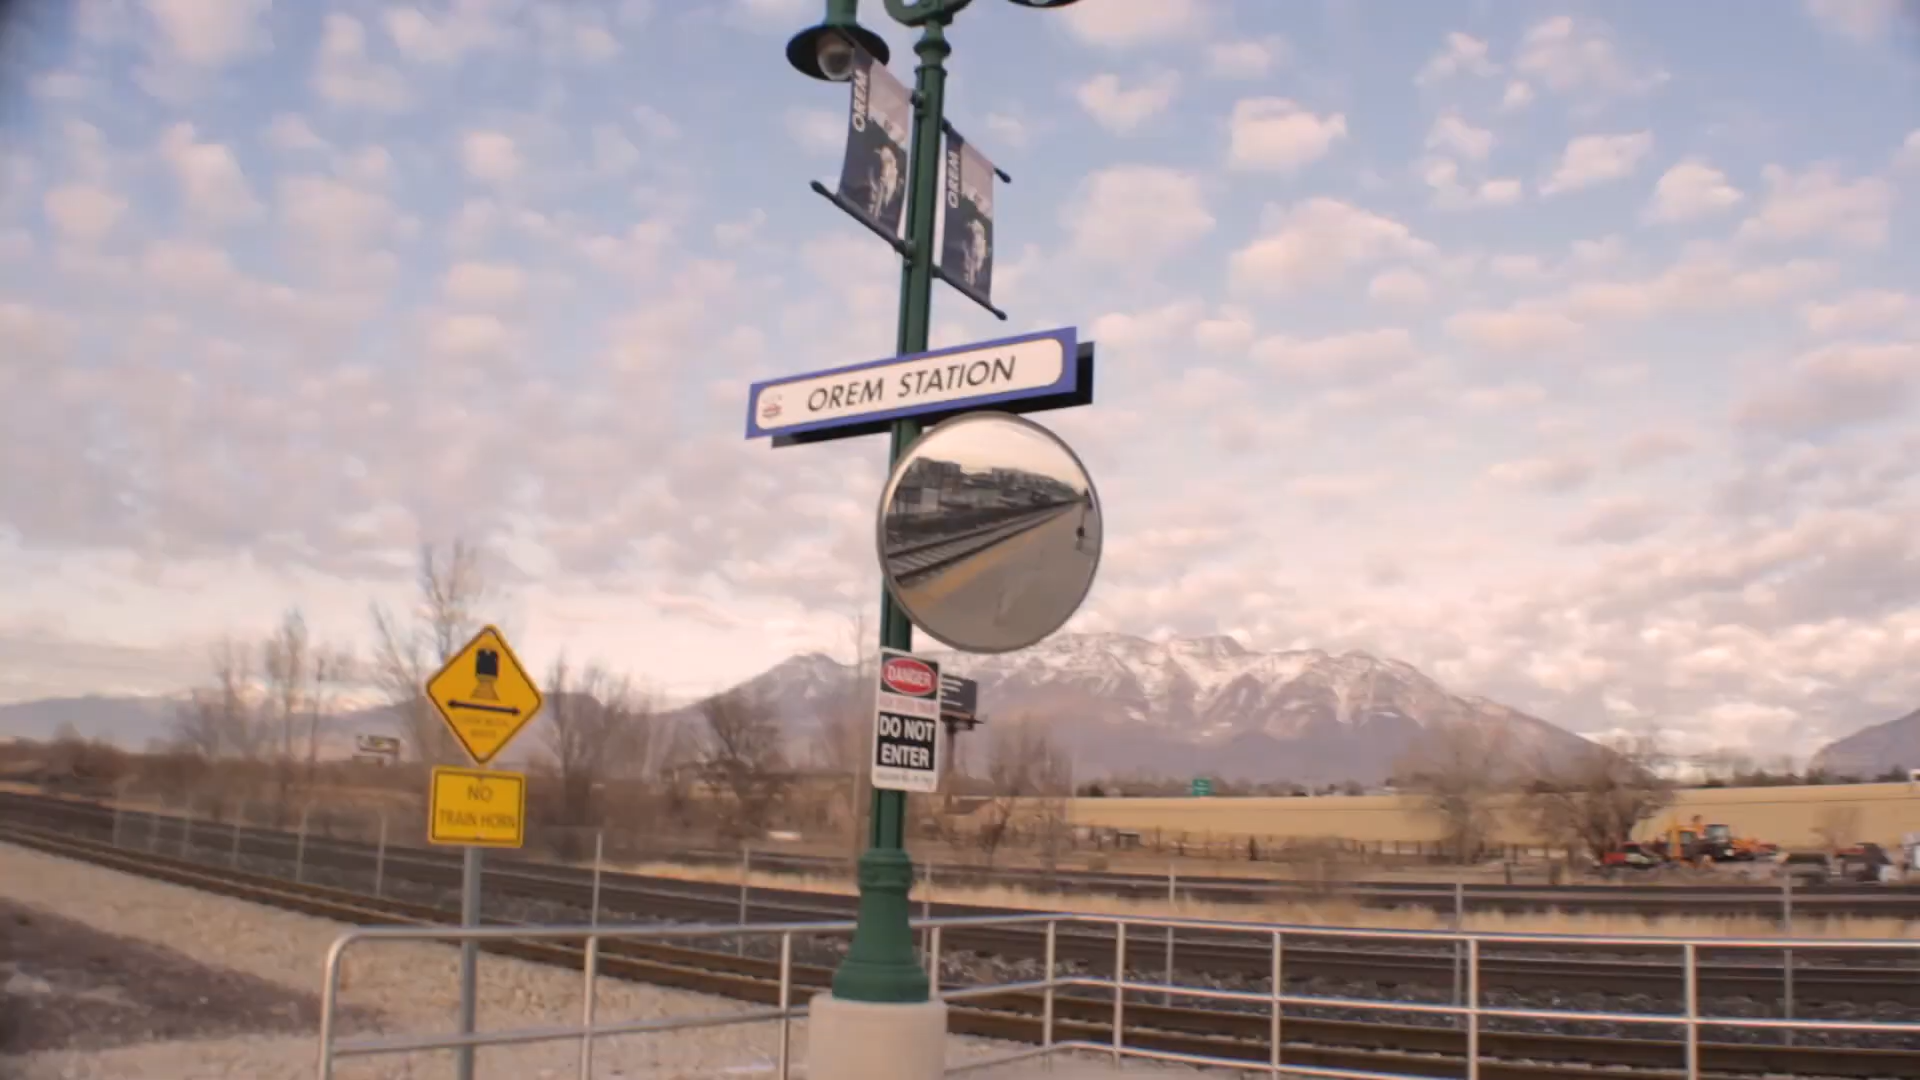 OREM
OREM
OREM STATION
DANGER
DO NOT
ENTER
NO
TRAIN HORN